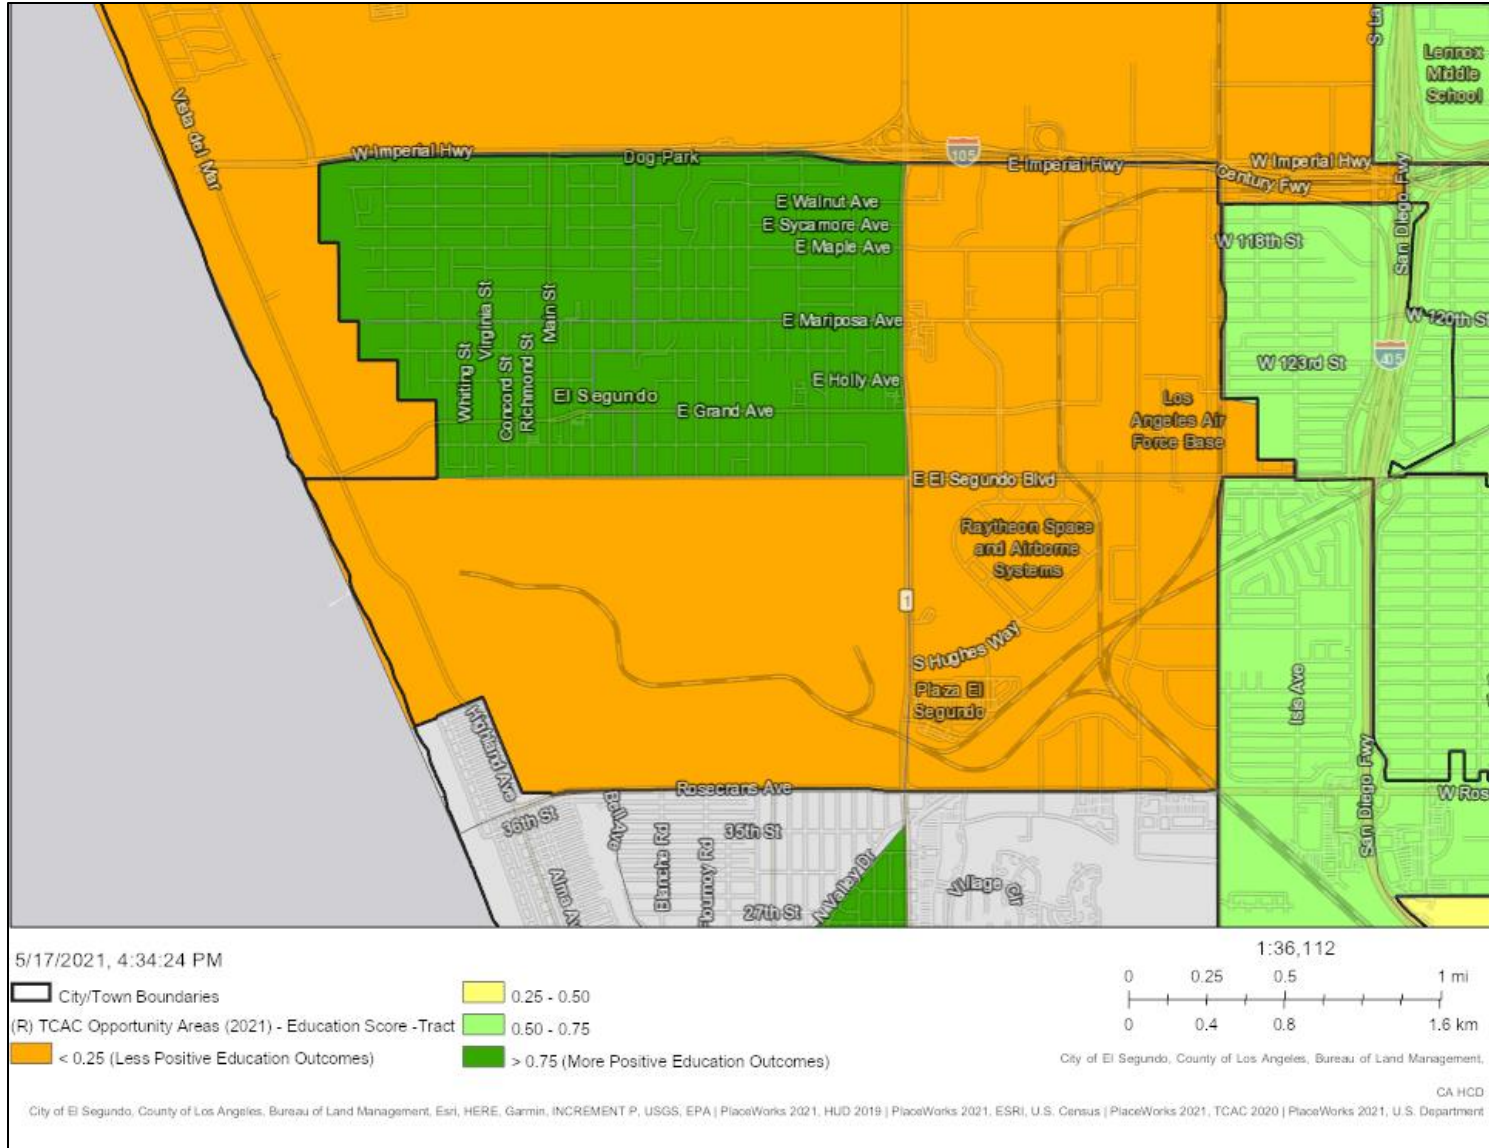 S La
Lennox
Middle
School
Vista del Mar
W Imperial Hwy
Dog Park
105
E Imperial Hwy
W Imperial Hwy
Century Fwy
San Diego Fwy
E Walnut Ave
E Sycamore Ave
E Maple Ave
W 118th St
E Mariposa Ave
W 120th St
Whiting St
Virginia St
Concord St
Richmond St
Main St
W 123rd St
405
E Holly Ave
El Segundo
E Grand Ave
Los
Angeles Air
Force Base
E El Segundo Blvd
Raytheon Space
and Airborne
Systems
1
S Hughes Way
Plaza El
Segundo
Isis Ave
Highland Ave
San Diego Fwy
Rosecrans Ave
W Ros
36th St
Bell Ave
Blanche Rd
Flournoy Rd
35th St
N Valley Dr
Village Cir
Alma Av
27th St
5/17/2021, 4:34:24 PM
City/Town Boundaries
(R) TCAC Opportunity Areas (2021) - Education Score -Tract
< 0.25 (Less Positive Education Outcomes)
0.25 - 0.50
0.50 - 0.75
> 0.75 (More Positive Education Outcomes)
1:36,112
0 0.25 0.5 1 mi
0 0.4 0.8 1.6 km
City of El Segundo, County of Los Angeles, Bureau of Land Management,
CA HCD
City of El Segundo, County of Los Angeles, Bureau of Land Management, Esri, HERE, Garmin, INCREMENT P, USGS, EPA | PlaceWorks 2021, HUD 2019 | PlaceWorks 2021, ESRI, U.S. Census | PlaceWorks 2021, TCAC 2020 | PlaceWorks 2021, U.S. Department